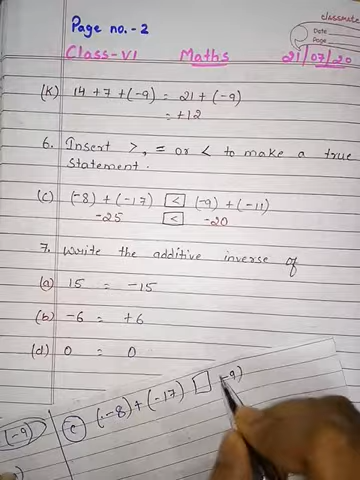 classmate
Date
Page
Page no. - 2
Class-VI Maths 21/07/20
(K) 14 + 7 + (-9) = 21 + (-9)
= +12
6. Insert >, = or < to make a true
statement.
(C) (-8) + (-17) < (-9) + (-11)
-25 < -20
7. Write the additive inverse of
(a) 15 = -15
(b) -6 = +6
(d) 0 = 0
(-9)
(c) (-8) + (-17) □ -9)